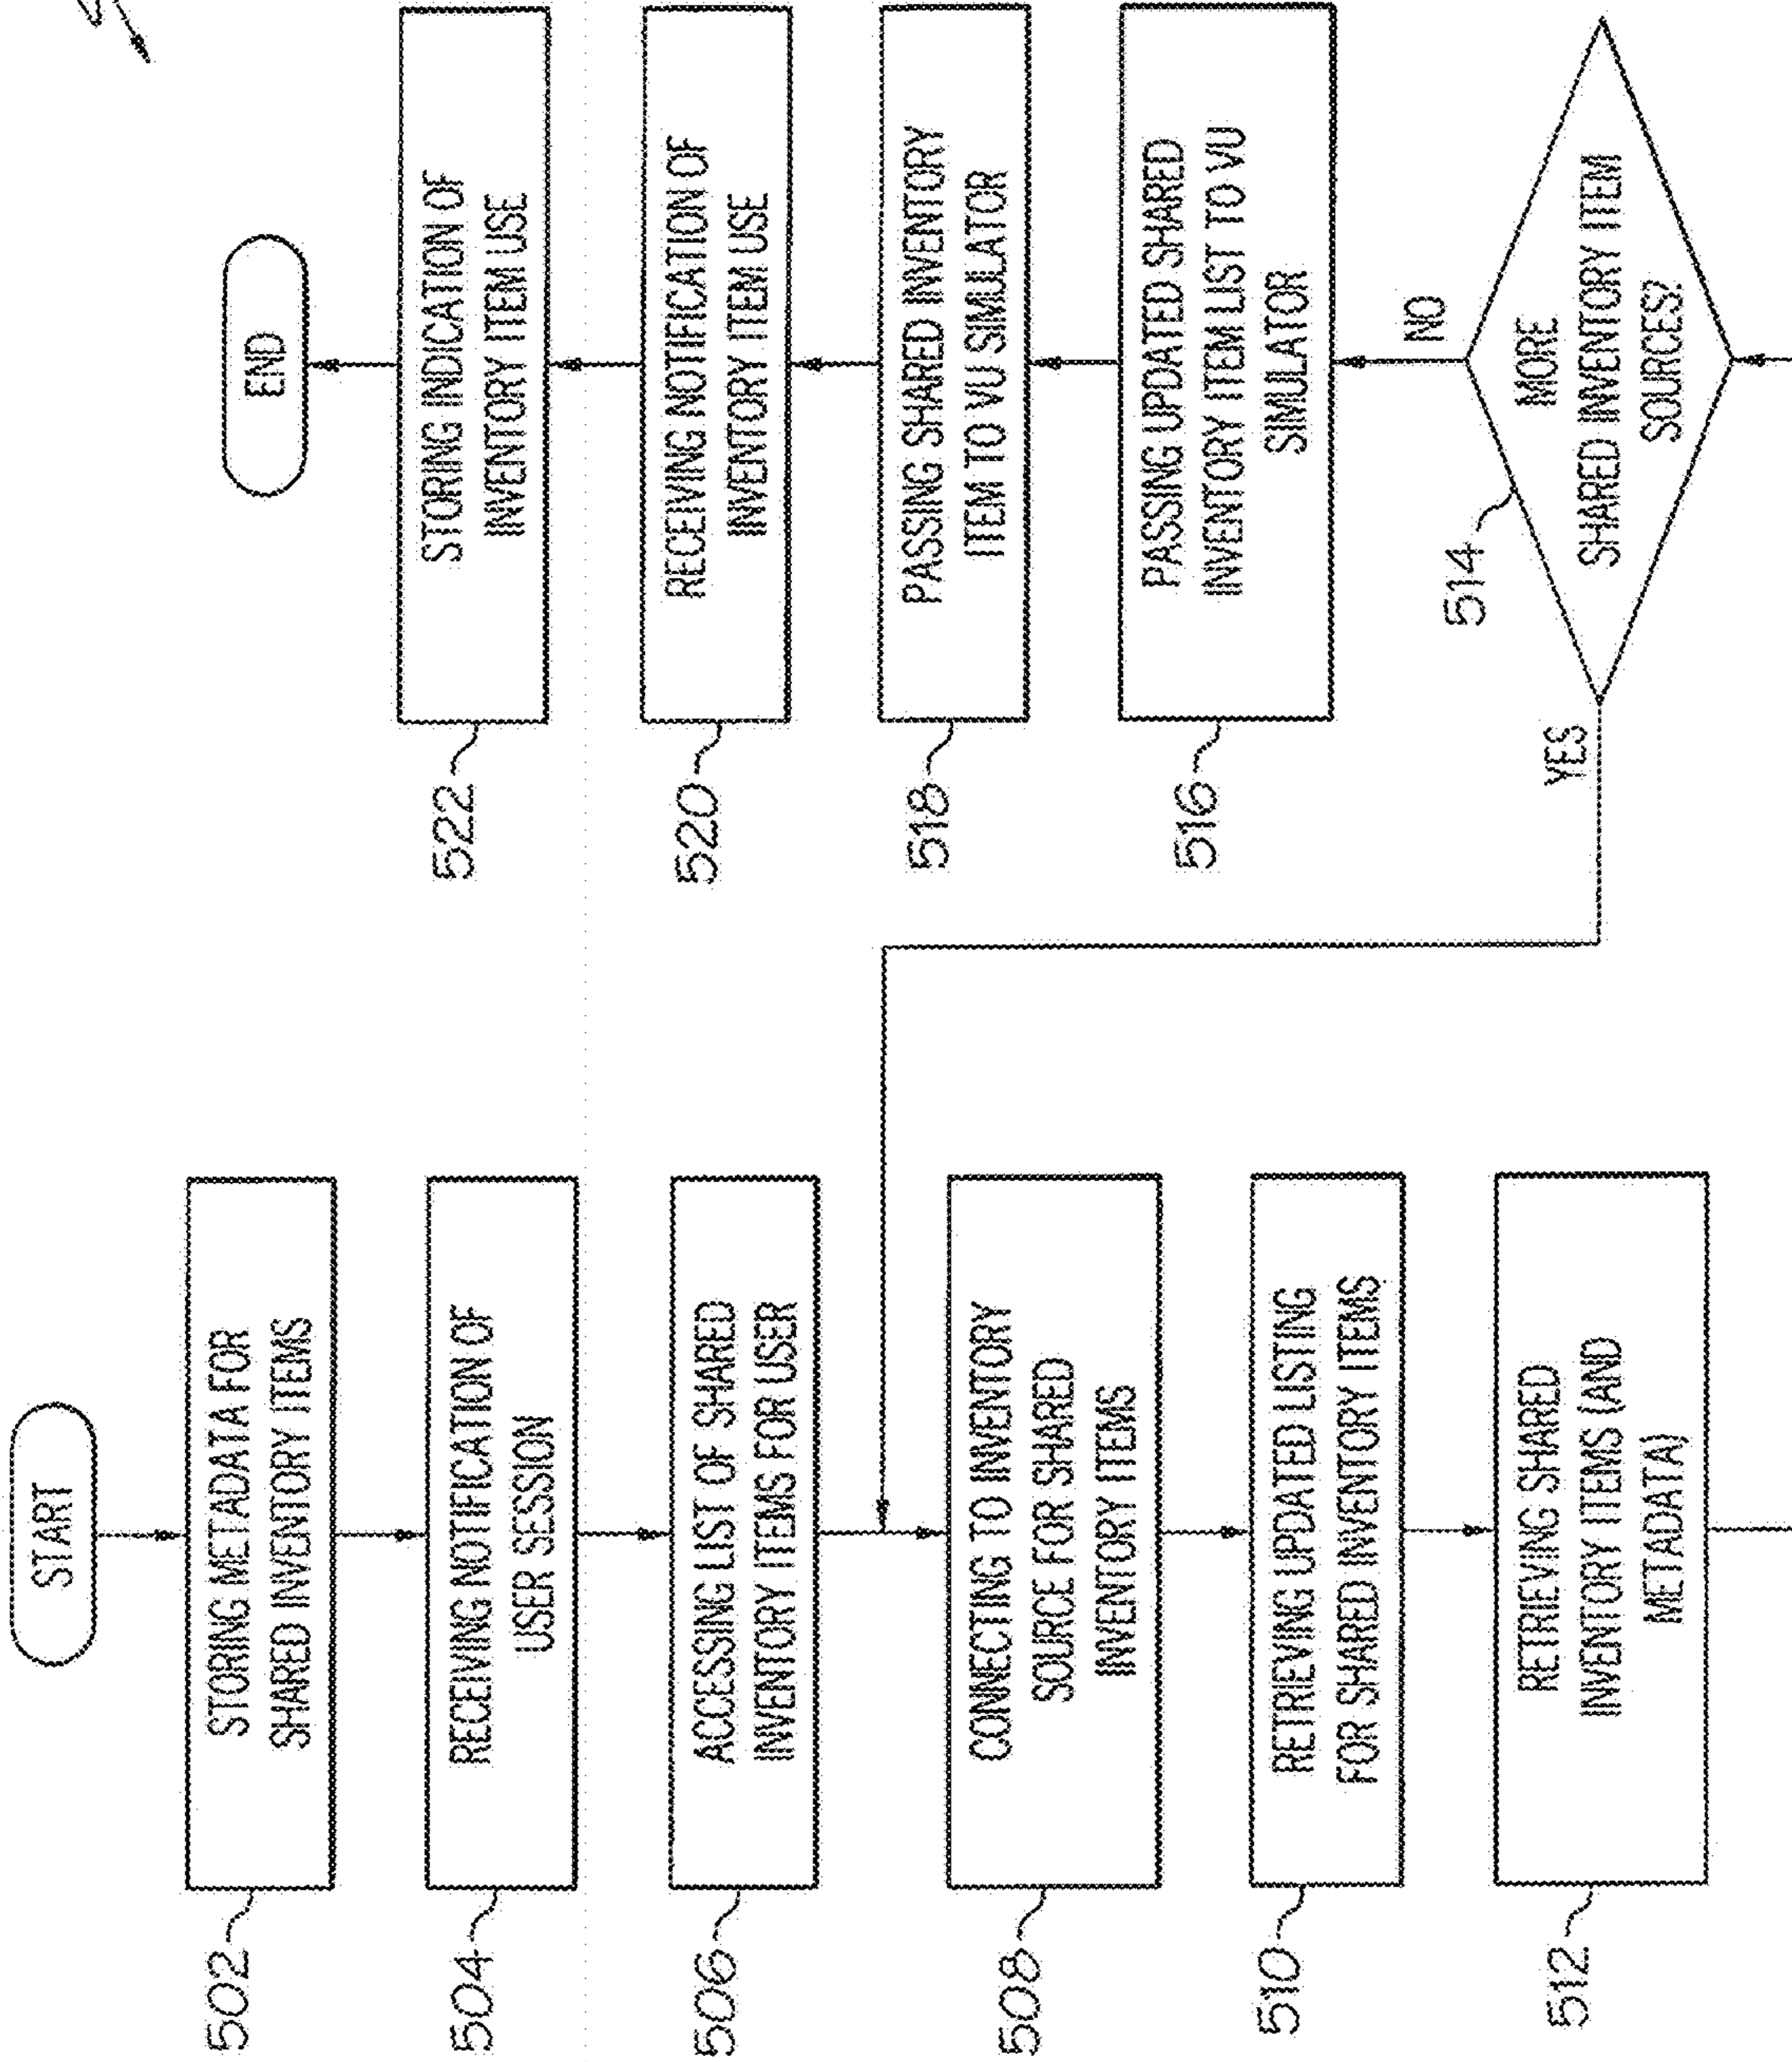 START
502
STORING METADATA FOR
SHARED INVENTORY ITEMS
504
RECEIVING NOTIFICATION OF
USER SESSION
506
ACCESSING LIST OF SHARED
INVENTORY ITEMS FOR USER
508
CONNECTING TO INVENTORY
SOURCE FOR SHARED
INVENTORY ITEMS
510
RETRIEVING UPDATED LISTING
FOR SHARED INVENTORY ITEMS
512
RETRIEVING SHARED
INVENTORY ITEMS (AND
METADATA)
514
MORE
SHARED INVENTORY ITEM
SOURCES?
YES
NO
516
PASSING UPDATED SHARED
INVENTORY ITEM LIST TO VU
SIMULATOR
518
PASSING SHARED INVENTORY
ITEM TO VU SIMULATOR
520
RECEIVING NOTIFICATION OF
INVENTORY ITEM USE
522
STORING INDICATION OF
INVENTORY ITEM USE
END